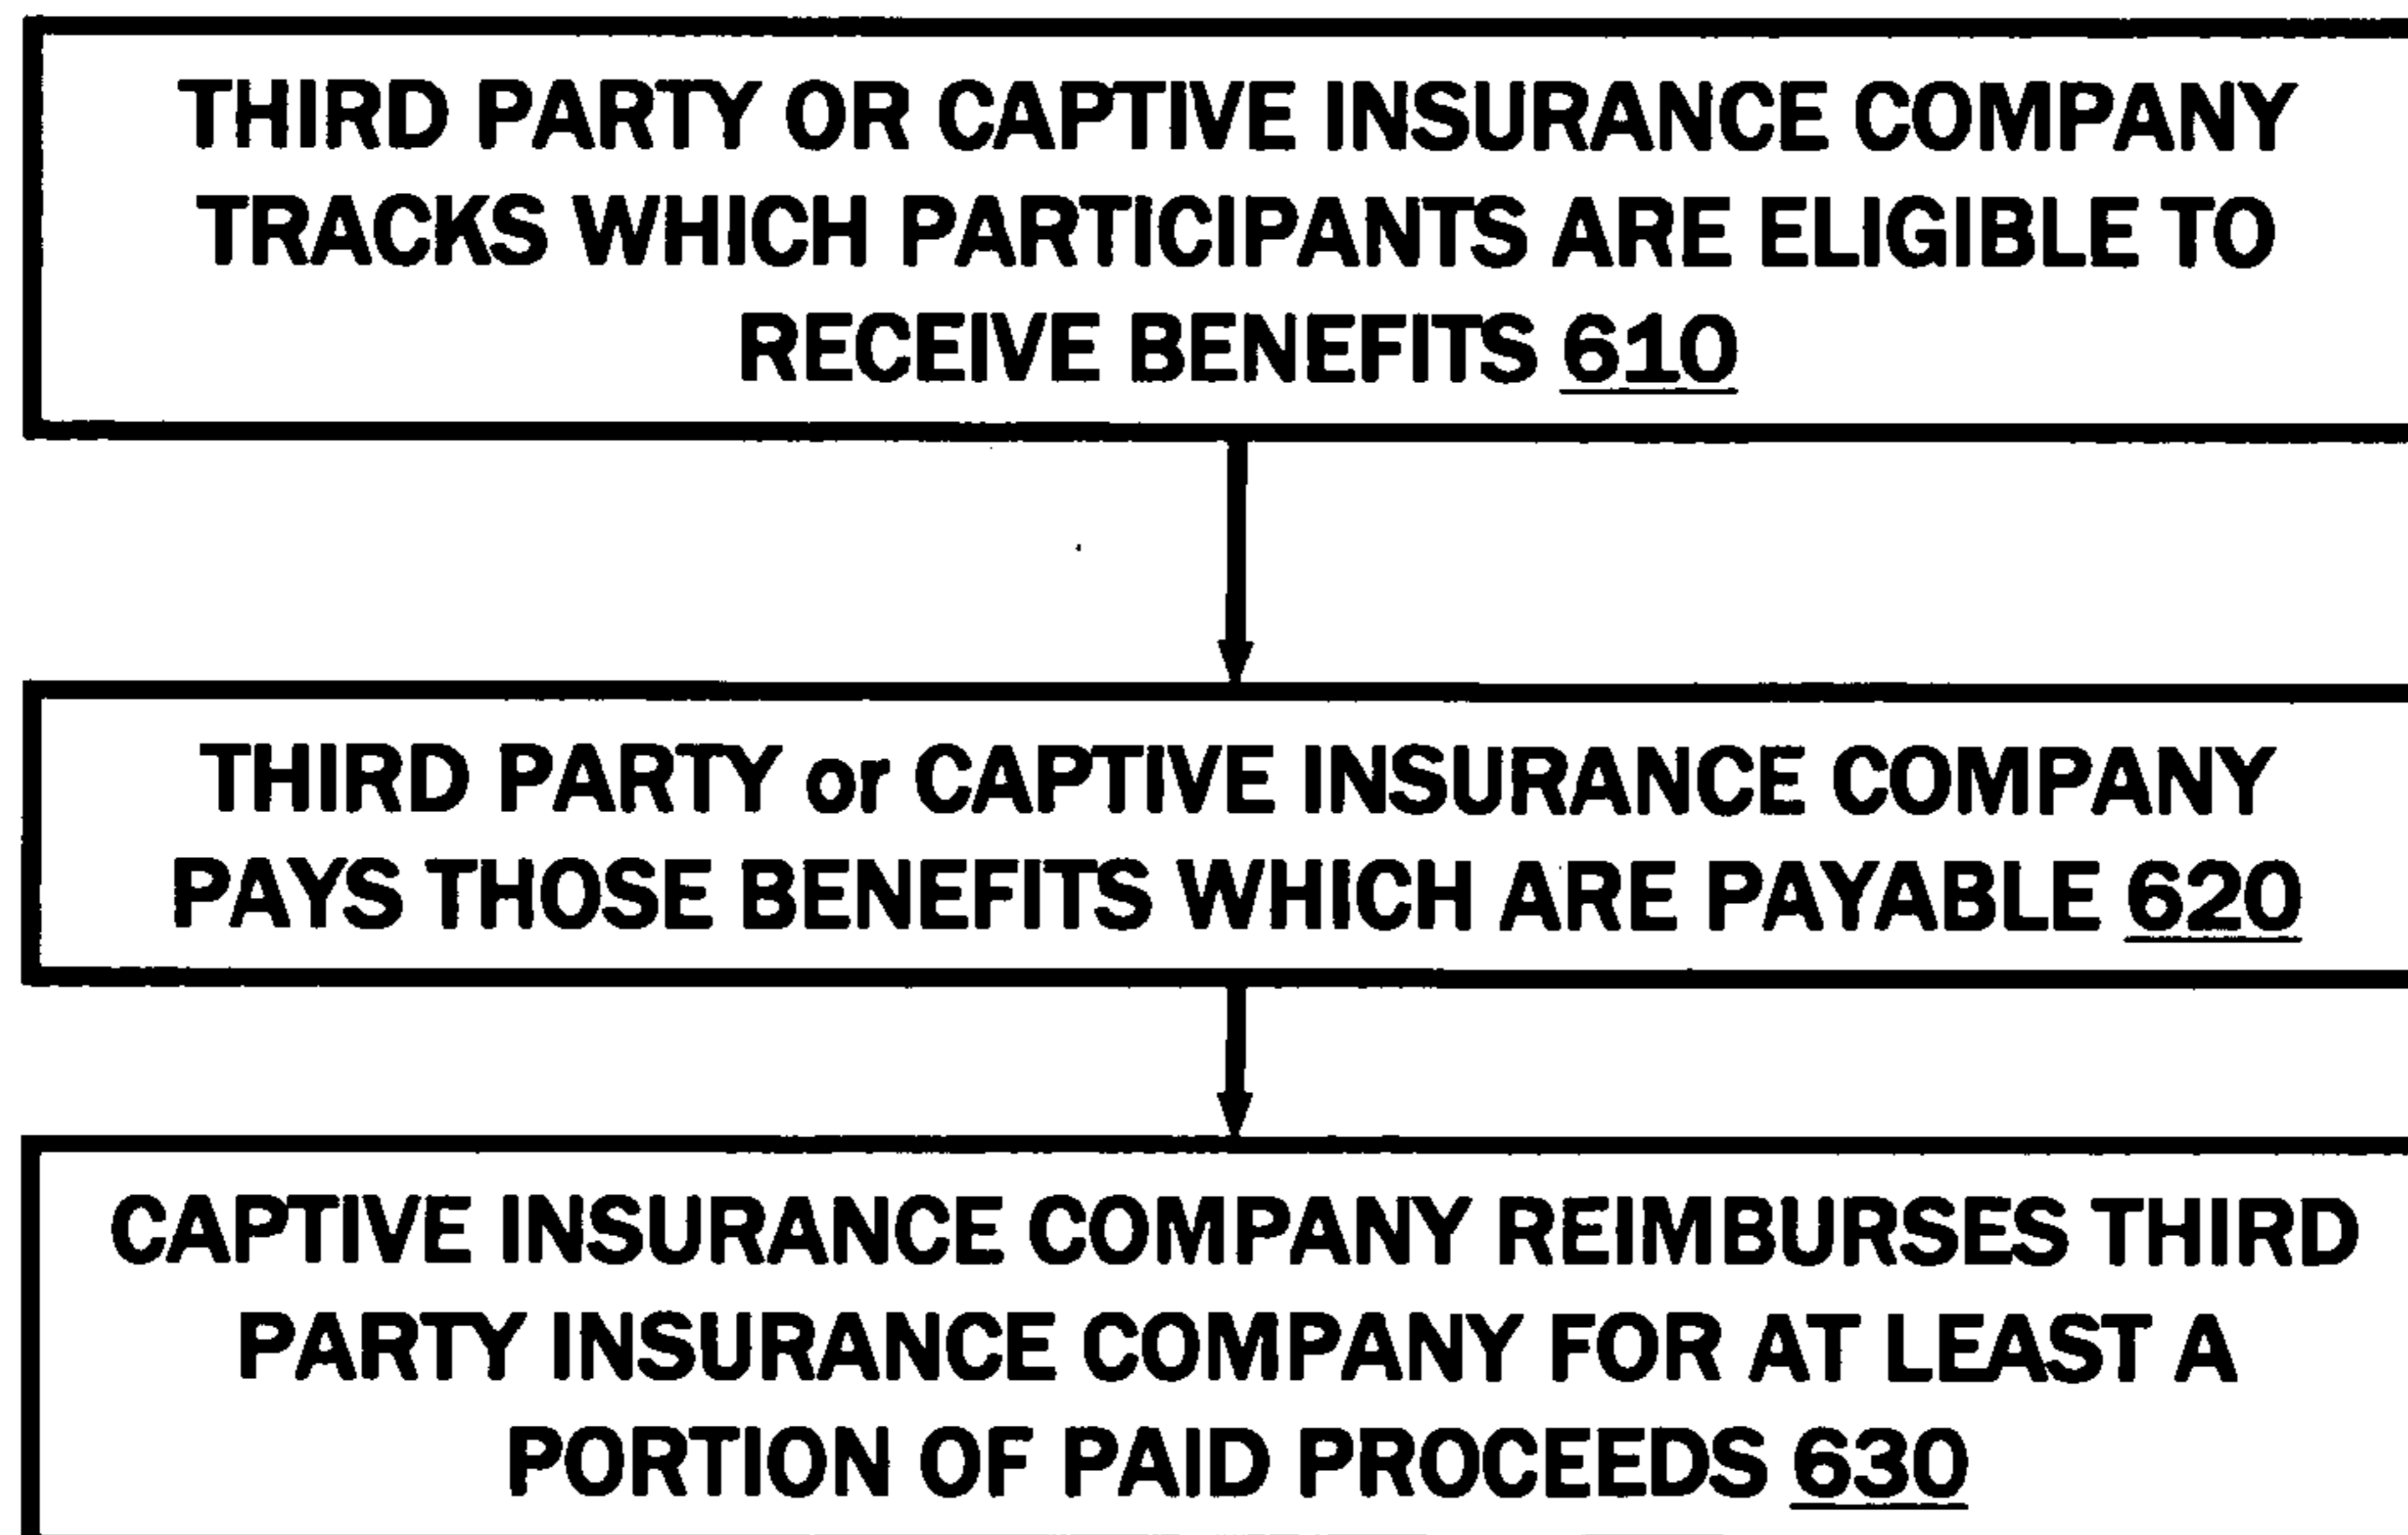 THIRD PARTY OR CAPTIVE INSURANCE COMPANY
TRACKS WHICH PARTICIPANTS ARE ELIGIBLE TO
RECEIVE BENEFITS 610
THIRD PARTY or CAPTIVE INSURANCE COMPANY
PAYS THOSE BENEFITS WHICH ARE PAYABLE 620
CAPTIVE INSURANCE COMPANY REIMBURSES THIRD
PARTY INSURANCE COMPANY FOR AT LEAST A
PORTION OF PAID PROCEEDS 630